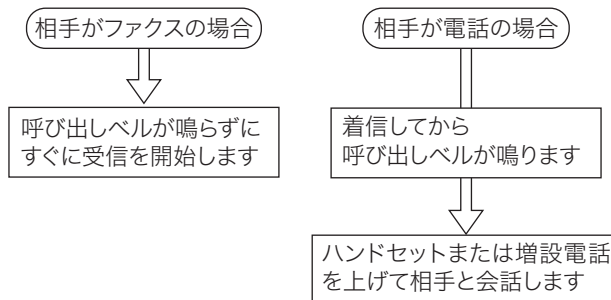 相手がファクスの場合
呼び出しベルが鳴らずに
すぐに受信を開始します
相手が電話の場合
着信してから
呼び出しベルが鳴ります
ハンドセットまたは増設電話
を上げて相手と会話します